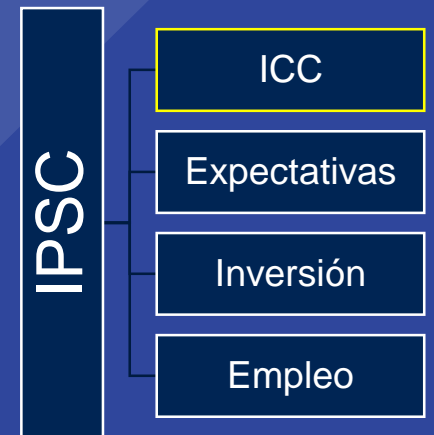 IPSC
ICC
Expectativas
Inversión
Empleo